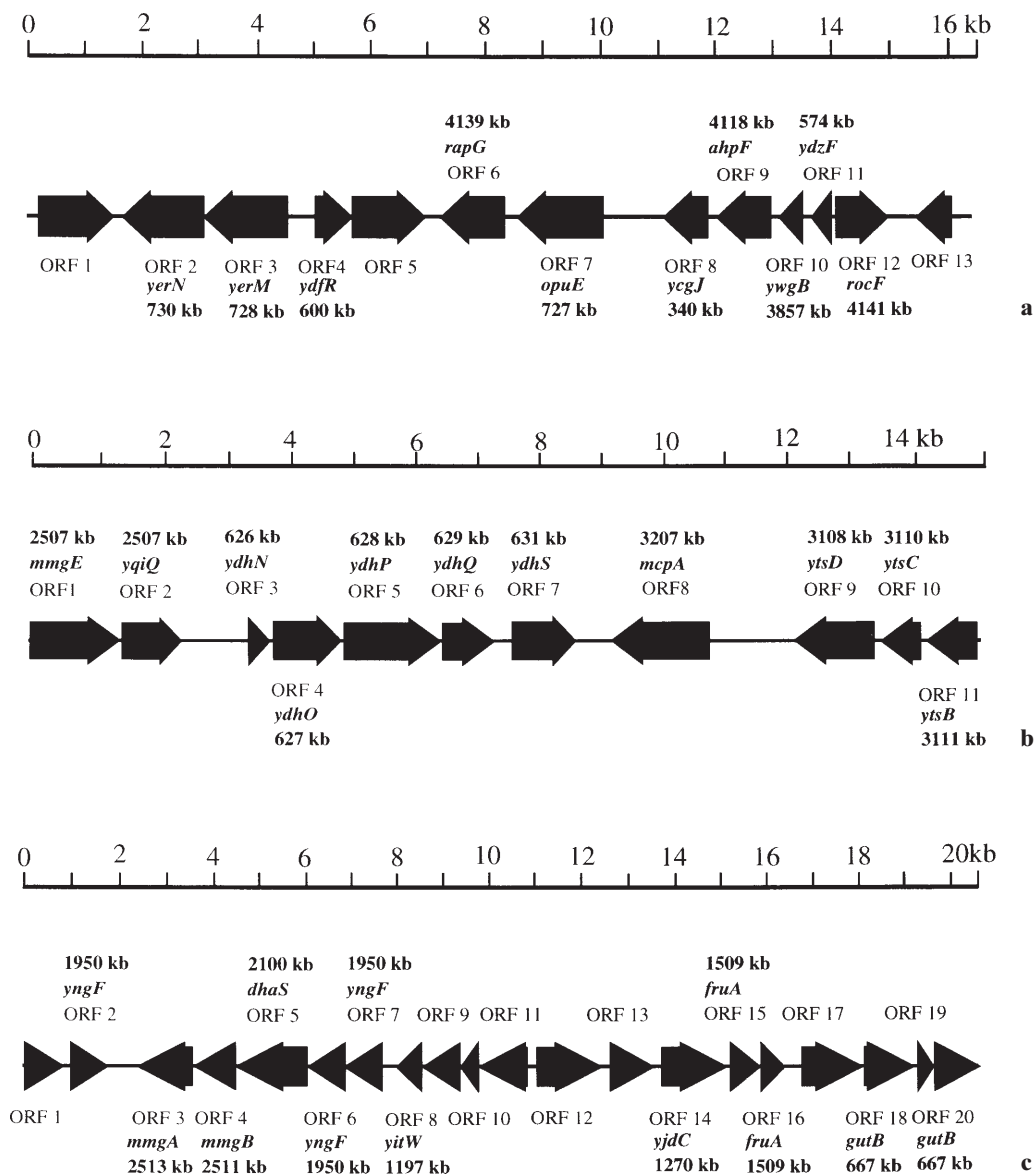 0 2 4 6 8 10 12 14 16 kb
4139 kb 4118 kb 574 kb
rapG ahpF ydzF
ORF 6 ORF 9 ORF 11
ORF 1 ORF 2 ORF 3 ORF4 ORF 5 ORF 7 ORF 8 ORF 10 ORF 12 ORF 13
yerN yerM ydfR opuE ycgJ ywgB rocF
730 kb 728 kb 600 kb 727 kb 340 kb 3857 kb 4141 kb
a
0 2 4 6 8 10 12 14 kb
2507 kb 2507 kb 626 kb 628 kb 629 kb 631 kb 3207 kb 3108 kb 3110 kb
mmgE yqiQ ydhN ydhP ydhQ ydhS mcpA ytsD ytsC
ORF1 ORF 2 ORF 3 ORF 5 ORF 6 ORF 7 ORF8 ORF 9 ORF 10
ORF 4 ORF 11
ydhO ytsB
627 kb 3111 kb
b
0 2 4 6 8 10 12 14 16 18 20kb
1950 kb 2100 kb 1950 kb 1509 kb
yngF dhaS yngF fruA
ORF 2 ORF 5 ORF 7 ORF 9 ORF 11 ORF 13 ORF 15 ORF 17 ORF 19
ORF 1 ORF 3 ORF 4 ORF 6 ORF 8 ORF 10 ORF 12 ORF 14 ORF 16 ORF 18 ORF 20
mmgA mmgB yngF yitW yjdC fruA gutB gutB
2513 kb 2511 kb 1950 kb 1197 kb 1270 kb 1509 kb 667 kb 667 kb
c